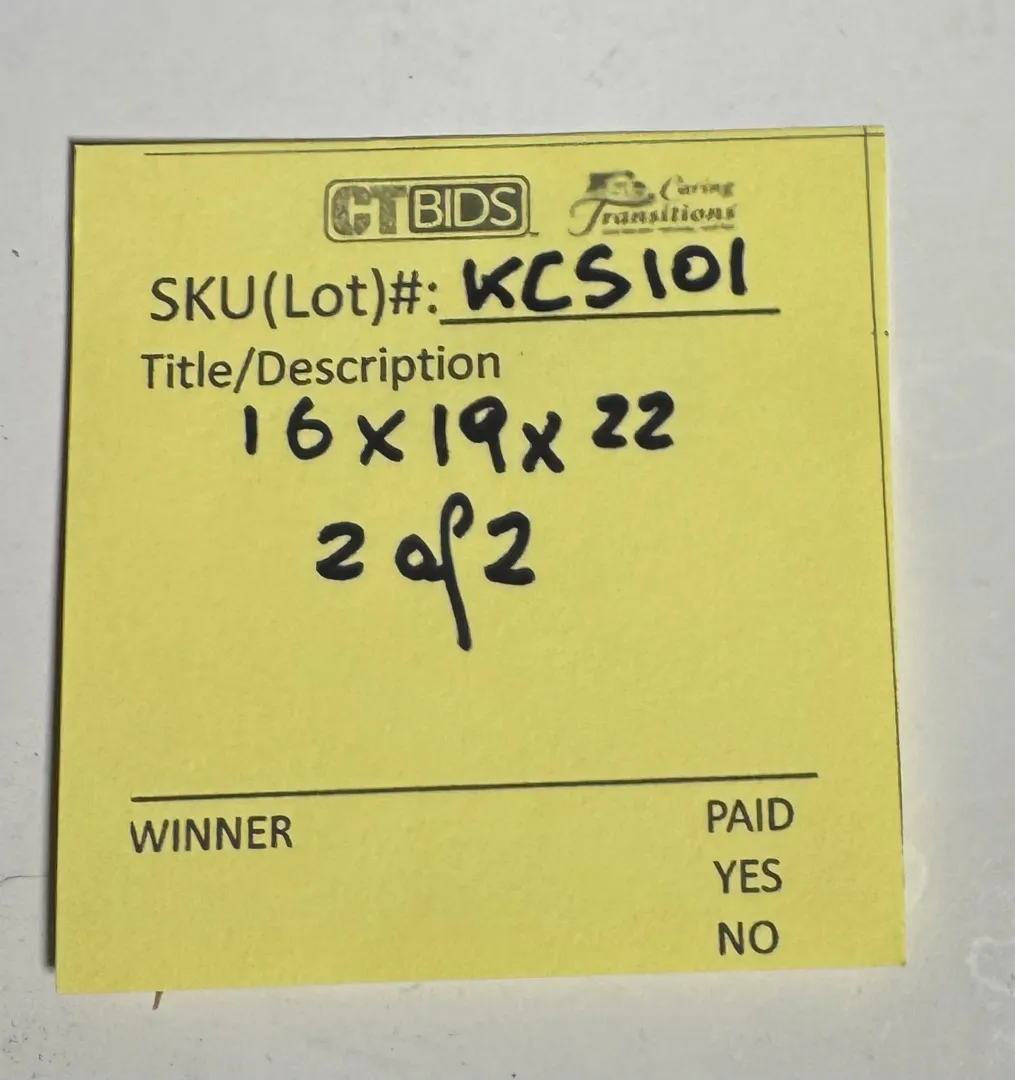 CTBIDS Caring
Transitions
SKU(Lot)#: KCS101
Title/Description
16 x 19 x 22
2 of 2
WINNER PAID
YES
NO